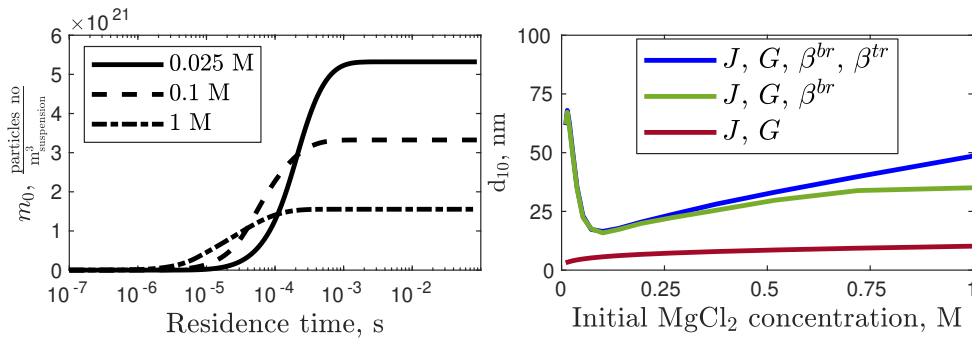 ×10^21
6
5
4
3
2
1
0
0.025 M
0.1 M
1 M
m_0, particles no / m^3_suspension
10^-7 10^-6 10^-5 10^-4 10^-3 10^-2
Residence time, s
100
75
50
25
0
J, G, β^br, β^tr
J, G, β^br
J, G
d_10, nm
0 0.25 0.5 0.75 1
Initial MgCl_2 concentration, M